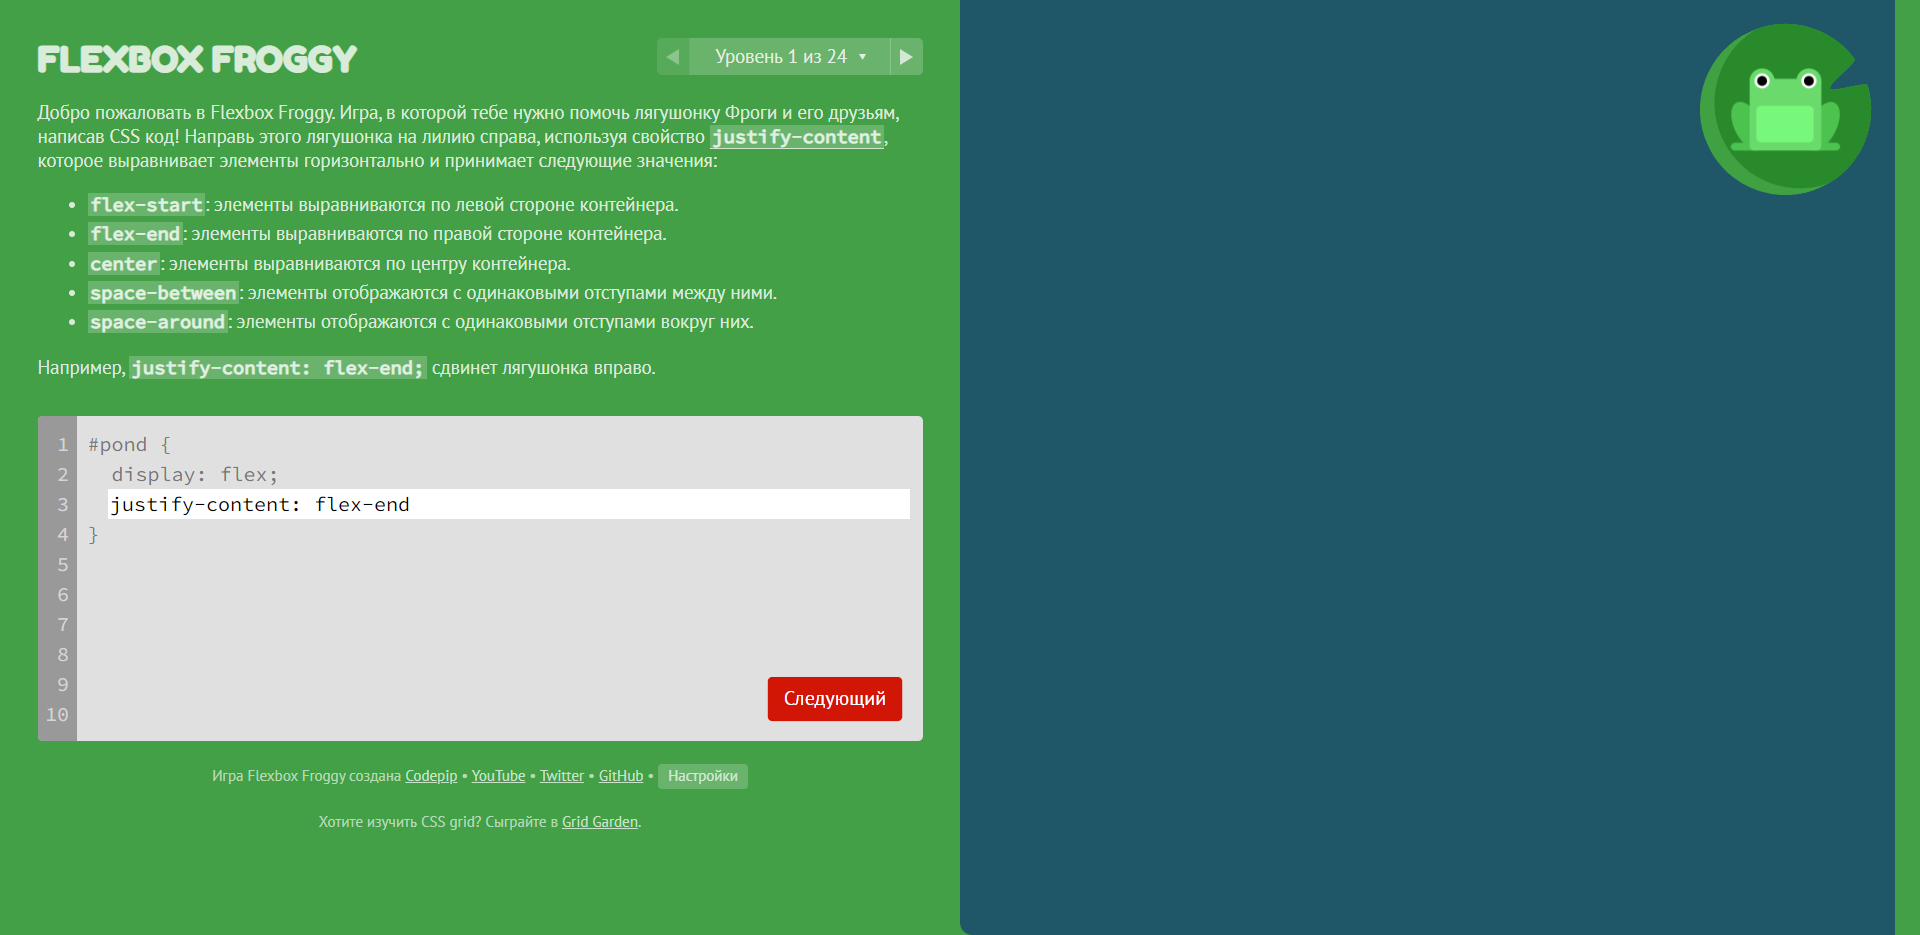 FLEXBOX FROGGY
Уровень 1 из 24
Добро пожаловать в Flexbox Froggy. Игра, в которой тебе нужно помочь лягушонку Фроги и его друзьям,
написав CSS код! Направь этого лягушонка на лилию справа, используя свойство justify-content,
которое выравнивает элементы горизонтально и принимает следующие значения:
• flex-start: элементы выравниваются по левой стороне контейнера.
• flex-end: элементы выравниваются по правой стороне контейнера.
• center: элементы выравниваются по центру контейнера.
• space-between: элементы отображаются с одинаковыми отступами между ними.
• space-around: элементы отображаются с одинаковыми отступами вокруг них.
Например, justify-content: flex-end; сдвинет лягушонка вправо.
1 #pond {
2 display: flex;
3 justify-content: flex-end
4 }
5
6
7
8
9
10
Следующий
Игра Flexbox Froggy создана Codepip • YouTube • Twitter • GitHub • Настройки
Хотите изучить CSS grid? Сыграйте в Grid Garden.